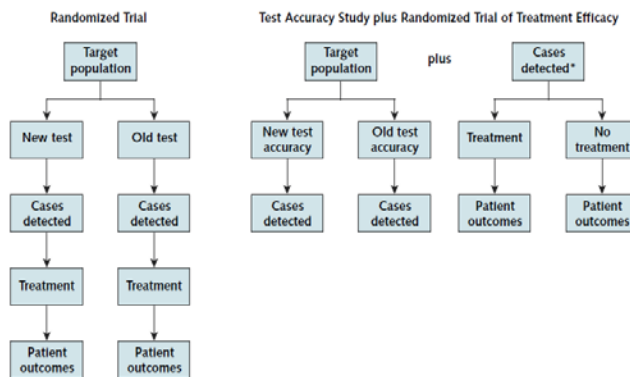 Randomized Trial
Target
population
New test
Old test
Cases
detected
Cases
detected
Treatment
Treatment
Patient
outcomes
Patient
outcomes
Test Accuracy Study plus Randomized Trial of Treatment Efficacy
Target
population
plus
Cases
detected*
New test
accuracy
Old test
accuracy
Treatment
No
treatment
Cases
detected
Cases
detected
Patient
outcomes
Patient
outcomes